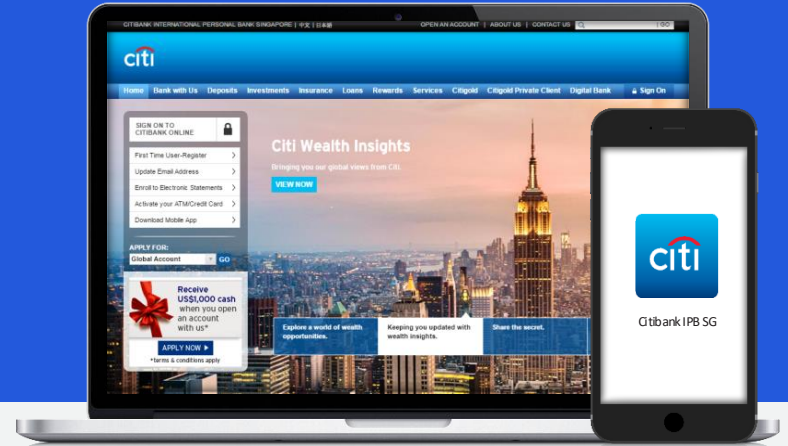 CITIBANK INTERNATIONAL PERSONAL BANK SINGAPORE | 中文 | 日本語
OPEN AN ACCOUNT | ABOUT US | CONTACT US
GO
citi
Home Bank with Us Deposits Investments Insurance Loans Rewards Services Citigold Citigold Private Client Digital Bank Sign On
SIGN ON TO
CITIBANK ONLINE
First Time User-Register
Update Email Address
Enroll to Electronic Statements
Activate your ATM/Credit Card
Download Mobile App
APPLY FOR:
Global Account GO
Receive
US$1,000 cash
when you open
an account
with us*
APPLY NOW
*terms & conditions apply
Citi Wealth Insights
Bringing you our global views from Citi.
VIEW NOW
Explore a world of wealth
opportunities.
Keeping you updated with
wealth insights.
Share the secret.
citi
Citibank IPB SG